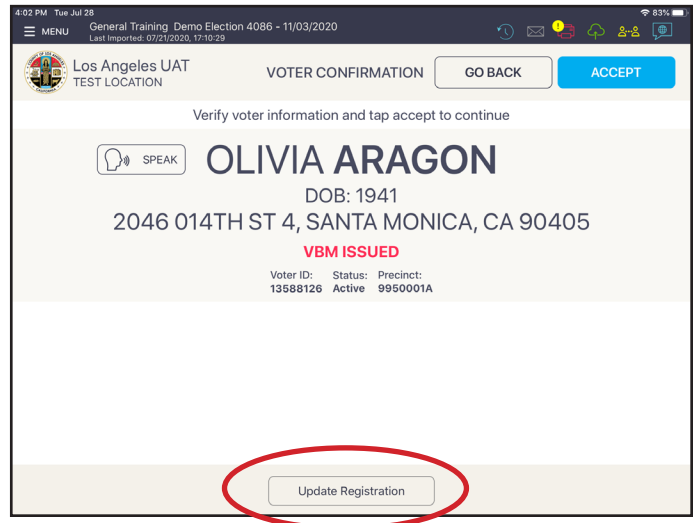 4:02 PM Tue Jul 28
83%
MENU
General Training Demo Election 4086 - 11/03/2020
Last Imported: 07/21/2020, 17:10:29
Los Angeles UAT
TEST LOCATION
VOTER CONFIRMATION
GO BACK
ACCEPT
Verify voter information and tap accept to continue
SPEAK
OLIVIA ARAGON
DOB: 1941
2046 014TH ST 4, SANTA MONICA, CA 90405
VBM ISSUED
Voter ID: Status: Precinct:
13588126 Active 9950001A
Update Registration